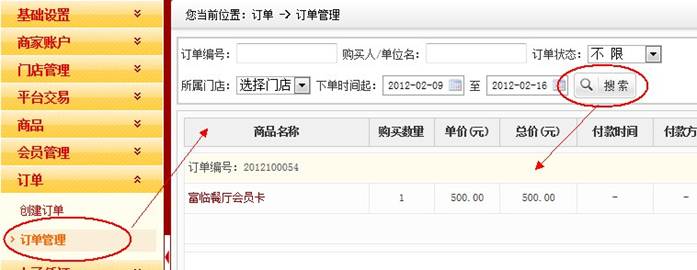 基础设置
商家账户
门店管理
平台交易
商品
会员管理
订单
创建订单
订单管理
您当前位置：订单 -> 订单管理
订单编号： 购买人/单位名： 订单状态： 不 限
所属门店： 选择门店 下单时间起： 2012-02-09 至 2012-02-16 搜索
商品名称 购买数量 单价(元) 总价(元) 付款时间 付款方
订单编号：2012100054
富临餐厅会员卡 1 500.00 500.00 - -